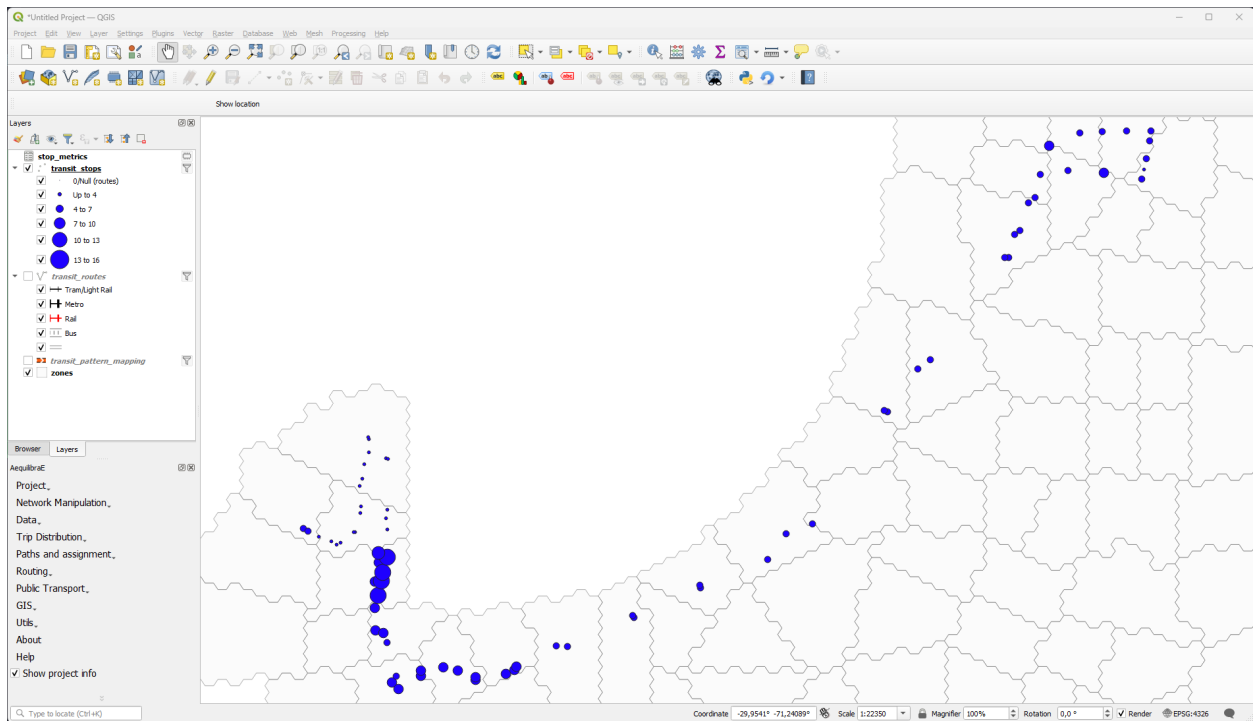 *Untitled Project — QGIS
Project Edit View Layer Settings Plugins Vector Raster Database Web Mesh Processing Help
Show location
Layers
stop_metrics
transit_stops
0/Null (routes)
Up to 4
4 to 7
7 to 10
10 to 13
13 to 16
transit_routes
Tram/Light Rail
Metro
Rail
Bus
transit_pattern_mapping
zones
Browser Layers
AequilibraE
Project
Network Manipulation
Data
Trip Distribution
Paths and assignment
Routing
Public Transport
GIS
Utils
About
Help
Show project info
Type to locate (Ctrl+K) Coordinate -29,9541° -71,24089° Scale 1:22350 Magnifier 100% Rotation 0,0 ° Render EPSG:4326